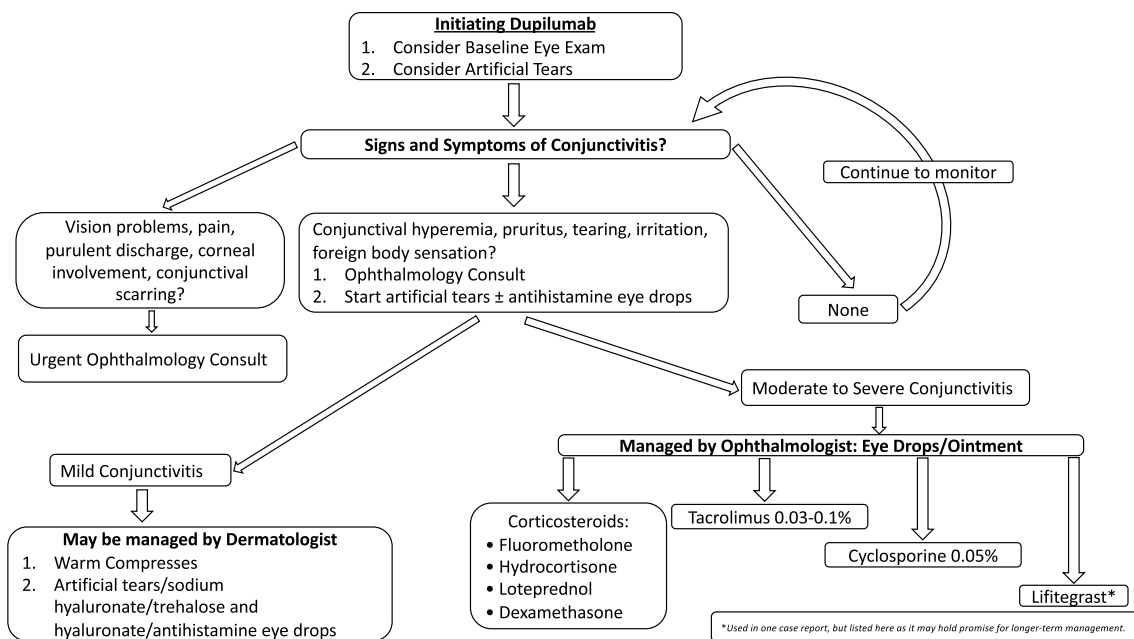 Initiating Dupilumab
1. Consider Baseline Eye Exam
2. Consider Artificial Tears
Signs and Symptoms of Conjunctivitis?
Continue to monitor
Vision problems, pain,
purulent discharge, corneal
involvement, conjunctival
scarring?
Conjunctival hyperemia, pruritus, tearing, irritation,
foreign body sensation?
1. Ophthalmology Consult
2. Start artificial tears ± antihistamine eye drops
None
Urgent Ophthalmology Consult
Moderate to Severe Conjunctivitis
Managed by Ophthalmologist: Eye Drops/Ointment
Mild Conjunctivitis
May be managed by Dermatologist
1. Warm Compresses
2. Artificial tears/sodium
hyaluronate/trehalose and
hyaluronate/antihistamine eye drops
Corticosteroids:
• Fluorometholone
• Hydrocortisone
• Loteprednol
• Dexamethasone
Tacrolimus 0.03-0.1%
Cyclosporine 0.05%
Lifitegrast*
*Used in one case report, but listed here as it may hold promise for longer-term management.